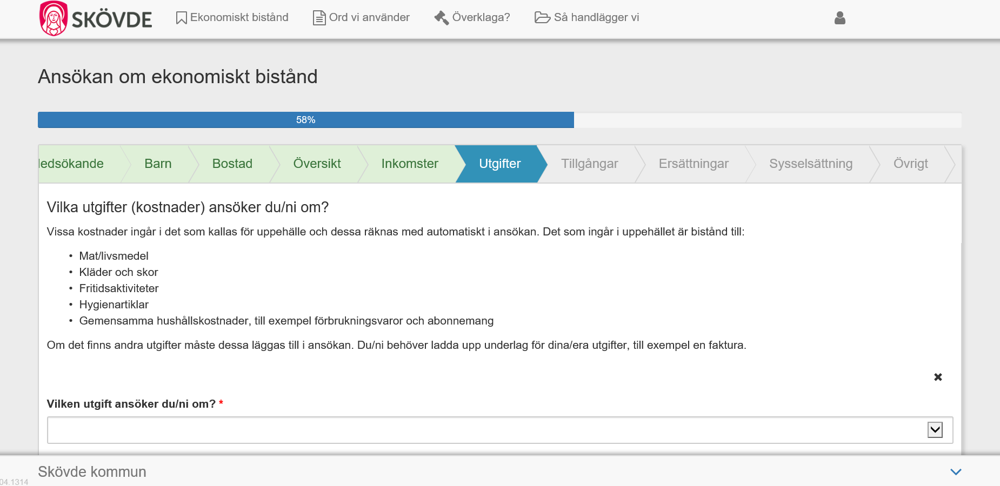 SKÖVDE
Ekonomiskt bistånd
Ord vi använder
Överklaga?
Så handlägger vi
Ansökan om ekonomiskt bistånd
58%
edsökande
Barn
Bostad
Översikt
Inkomster
Utgifter
Tillgångar
Ersättningar
Sysselsättning
Övrigt
Vilka utgifter (kostnader) ansöker du/ni om?
Vissa kostnader ingår i det som kallas för uppehälle och dessa räknas med automatiskt i ansökan. Det som ingår i uppehället är bistånd till:
• Mat/livsmedel
• Kläder och skor
• Fritidsaktiviteter
• Hygienartiklar
• Gemensamma hushållskostnader, till exempel förbrukningsvaror och abonnemang
Om det finns andra utgifter måste dessa läggas till i ansökan. Du/ni behöver ladda upp underlag för dina/era utgifter, till exempel en faktura.
Vilken utgift ansöker du/ni om? *
Skövde kommun
04.1314